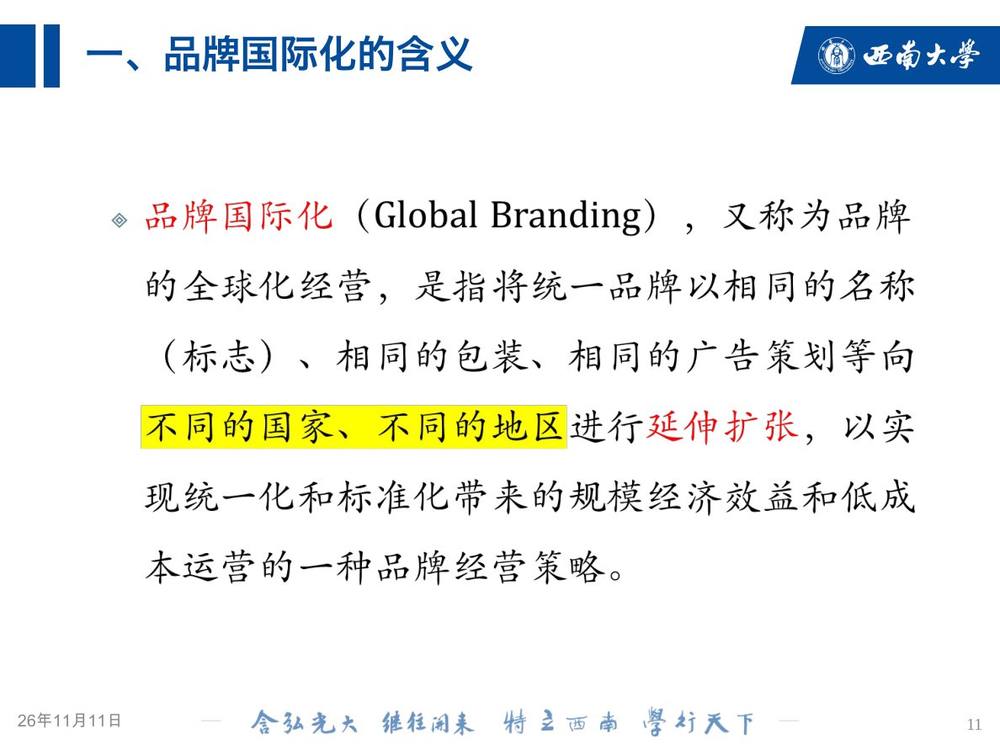 一、品牌国际化的含义
西南大学
品牌国际化（Global Branding），又称为品牌
的全球化经营，是指将统一品牌以相同的名称
（标志）、相同的包装、相同的广告策划等向
不同的国家、不同的地区进行延伸扩张，以实
现统一化和标准化带来的规模经济效益和低成
本运营的一种品牌经营策略。
26年11月11日
含弘光大 继往开来 特立西南 學行天下
11